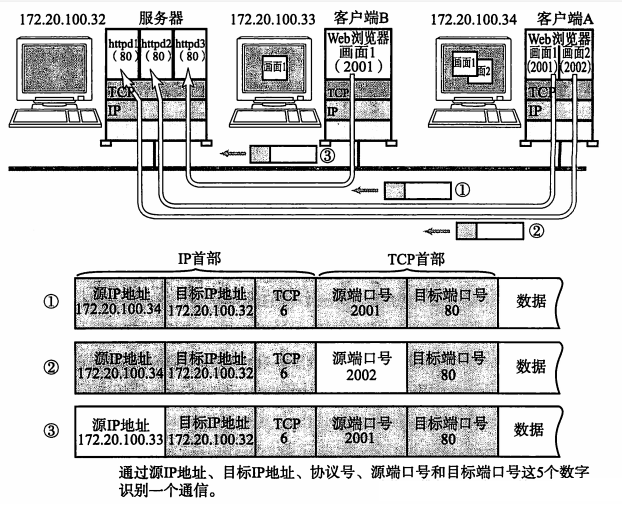 172.20.100.32
服务器
172.20.100.33
客户端B
172.20.100.34
客户端A
httpd1 httpd2 httpd3
(80) (80) (80)
TCP
IP
画面1
Web浏览器
画面1
(2001)
TCP
IP
画面1
画面2
Web浏览器
画面1 画面2
(2001) (2002)
TCP
IP
③
①
②
IP首部
TCP首部
①
源IP地址 目标IP地址 TCP 源端口号 目标端口号 数据
172.20.100.34 172.20.100.32 6 2001 80
②
源IP地址 目标IP地址 TCP 源端口号 目标端口号 数据
172.20.100.34 172.20.100.32 6 2002 80
③
源IP地址 目标IP地址 TCP 源端口号 目标端口号 数据
172.20.100.33 172.20.100.32 6 2001 80
通过源IP地址、目标IP地址、协议号、源端口号和目标端口号这5个数字
识别一个通信。